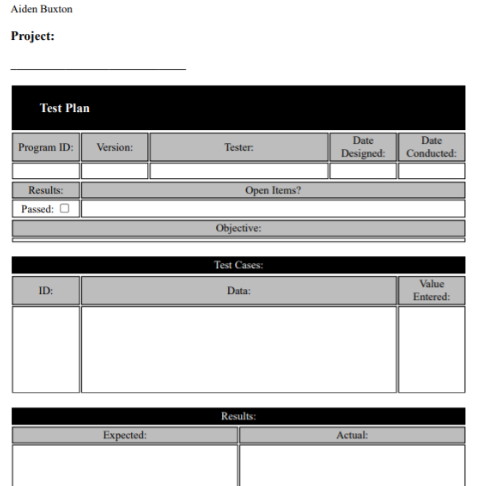 Aiden Buxton
Project:
Test Plan
Program ID: Version: Tester: Date Designed: Date Conducted:
Results: Open Items?
Passed:
Objective:
Test Cases:
ID: Data: Value Entered:
Results:
Expected: Actual: